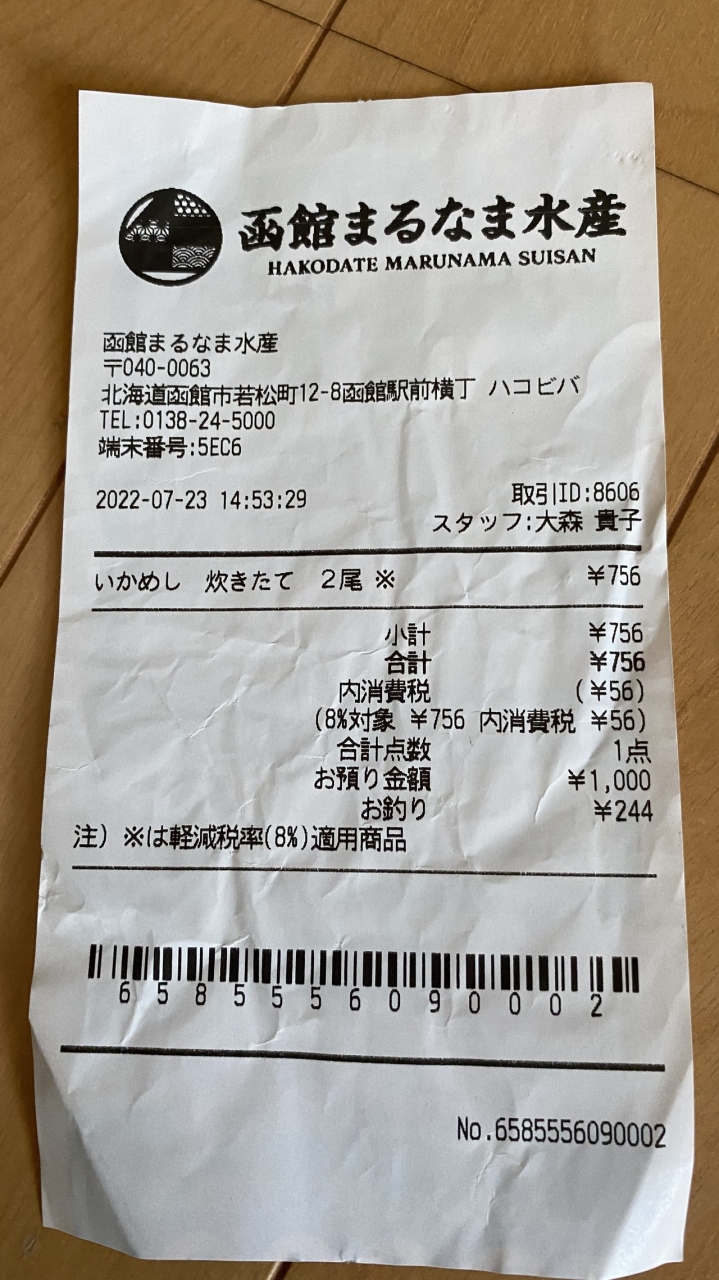 函館まるなま水産
HAKODATE MARUNAMA SUISAN
函館まるなま水産
〒040-0063
北海道函館市若松町12-8函館駅前横丁 ハコビバ
TEL:0138-24-5000
端末番号:5EC6
2022-07-23 14:53:29 取引ID:8606
スタッフ:大森 貴子
いかめし 炊きたて 2尾 ※ ¥756
小計 ¥756
合計 ¥756
内消費税 (¥56)
(8%対象 ¥756 内消費税 ¥56)
合計点数 1点
お預り金額 ¥1,000
お釣り ¥244
注) ※は軽減税率(8%)適用商品
6585556090002
No.6585556090002